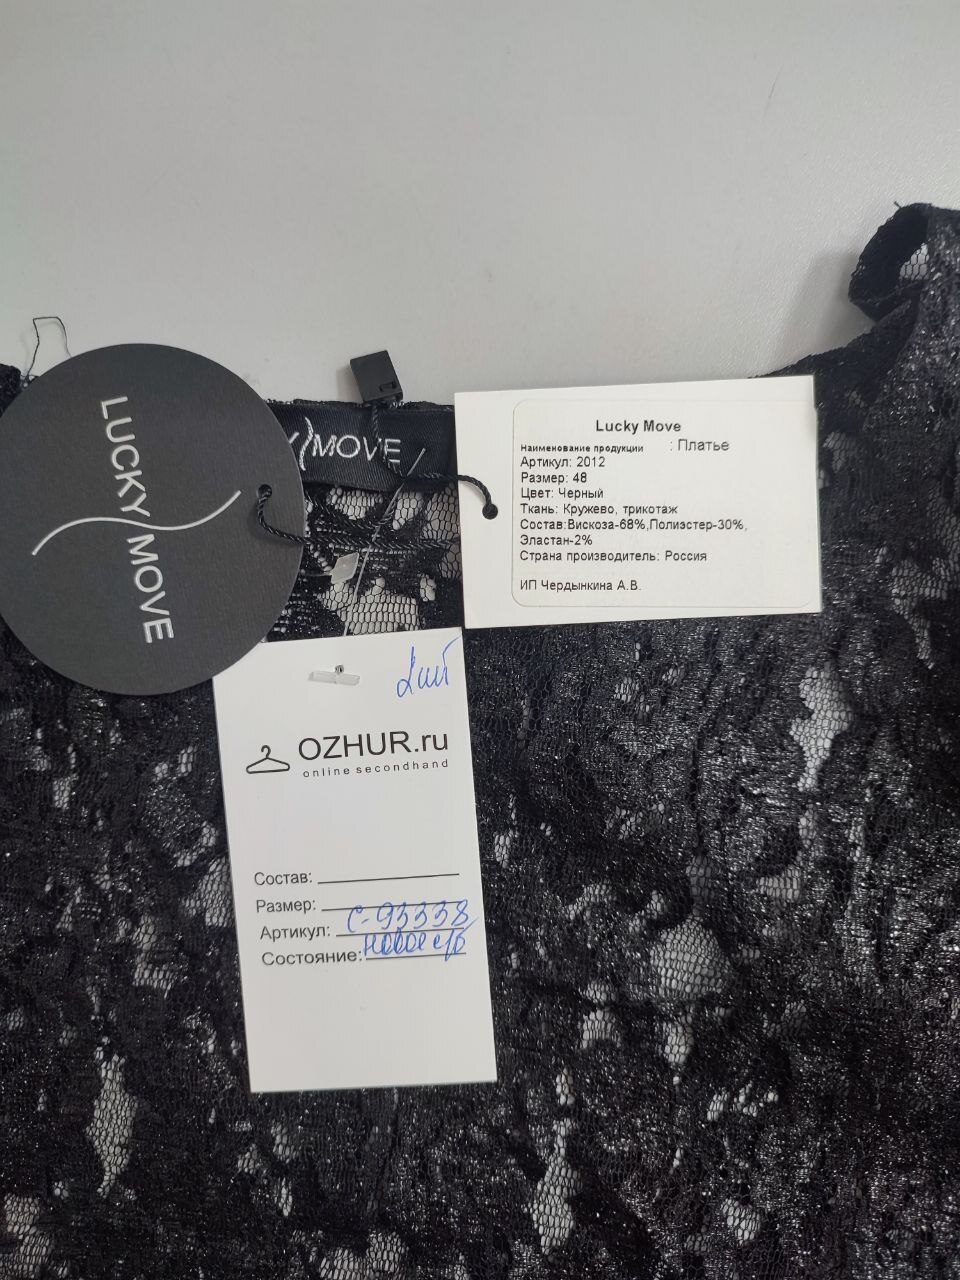 LUCKY MOVE
MOVE
Lucky Move
Наименование продукции : Платье
Артикул: 2012
Размер: 48
Цвет: Черный
Ткань: Кружево, трикотаж
Состав:Вискоза-68%,Полиэстер-30%,
Эластан-2%
Страна производитель: Россия
ИП Чердынкина А.В.
2шт
OZHUR.ru
online secondhand
Состав:
Размер:
Артикул: С-93338
Состояние: новое с/б